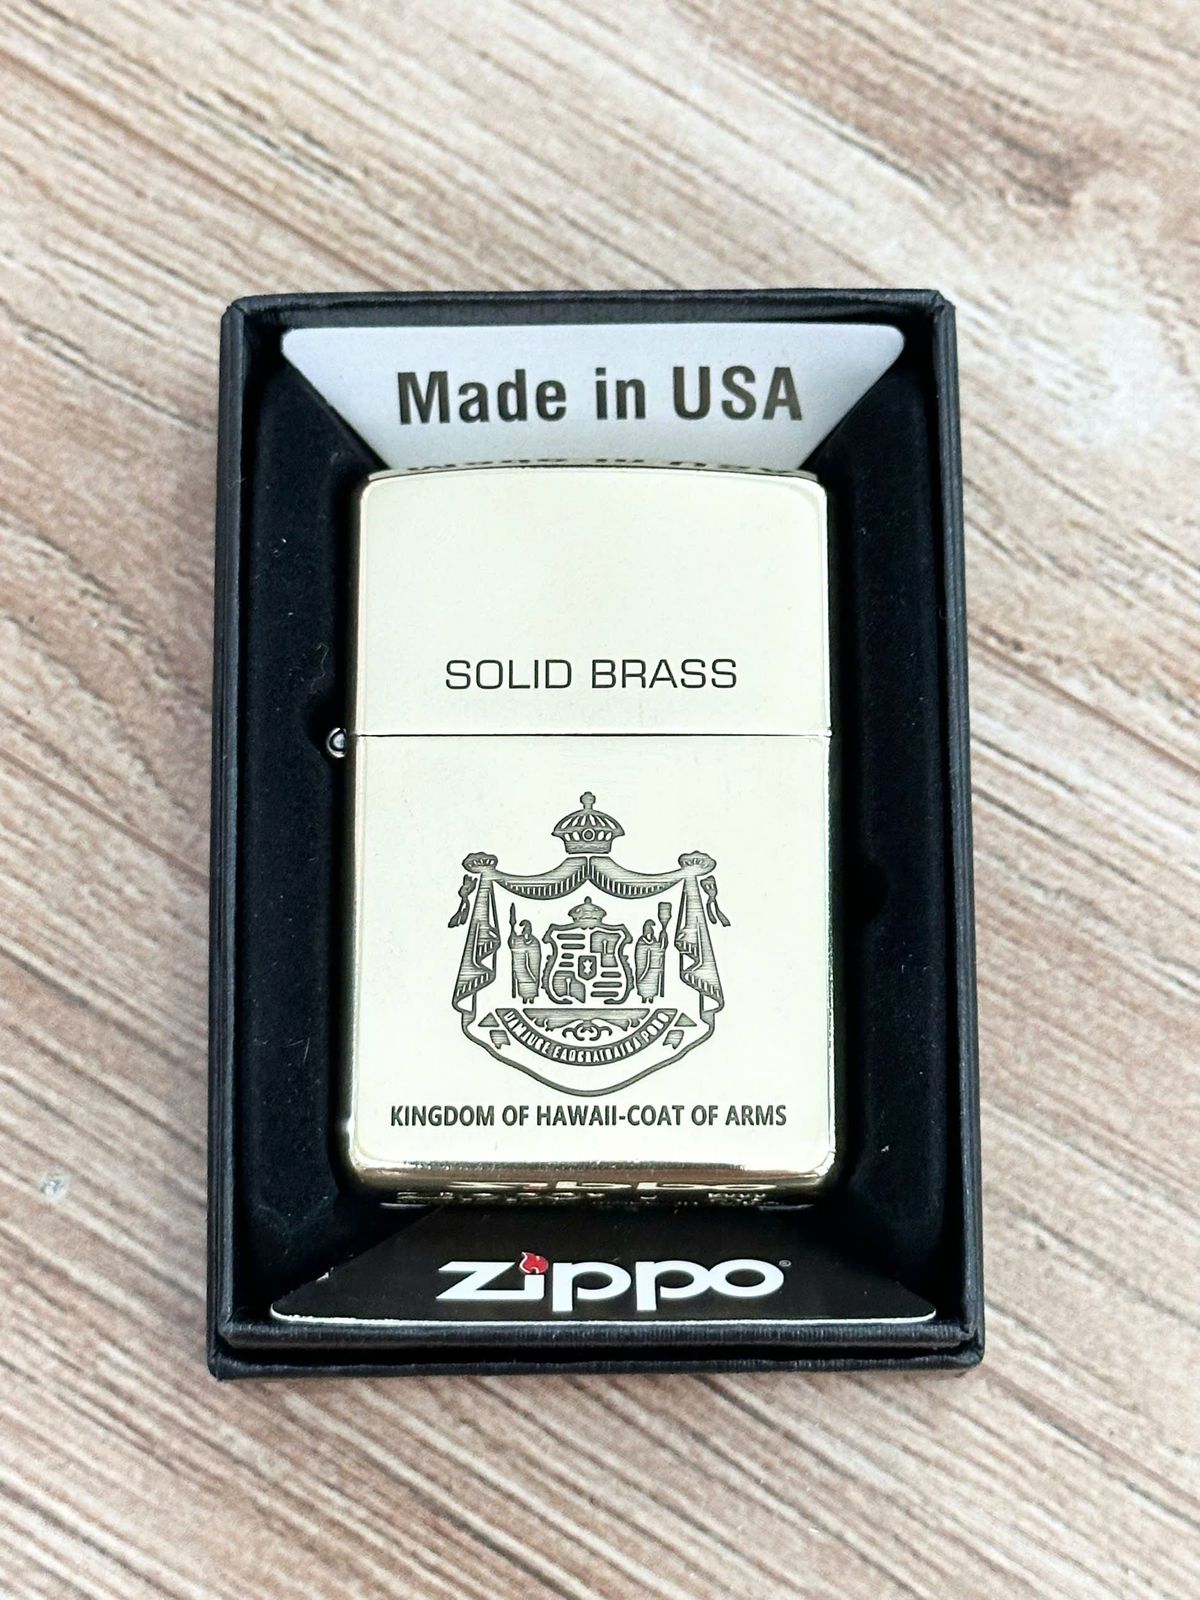 Made in USA
SOLID BRASS
KINGDOM OF HAWAII-COAT OF ARMS
zippo®